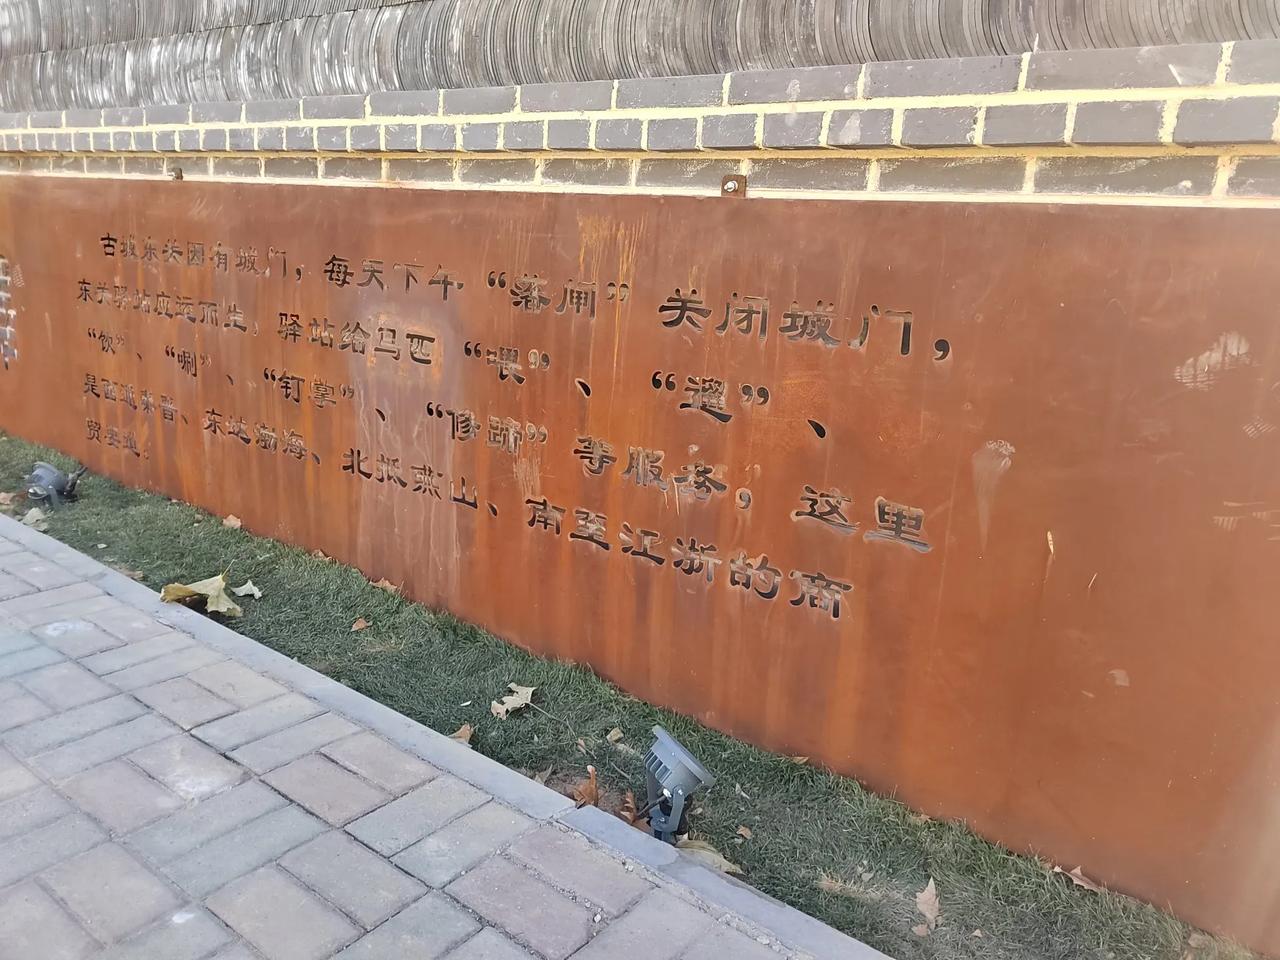 古城东关因有城门，每天下午“幕闸”关闭城门，
东关驿站应运而生，驿站给马匹“喂”、“遛”、
“饮”、“唰”、“钉掌”、“修蹄”等服务，这里
是西秦晋、东达渤海、北抵燕山、南至江浙的商
贸要道。